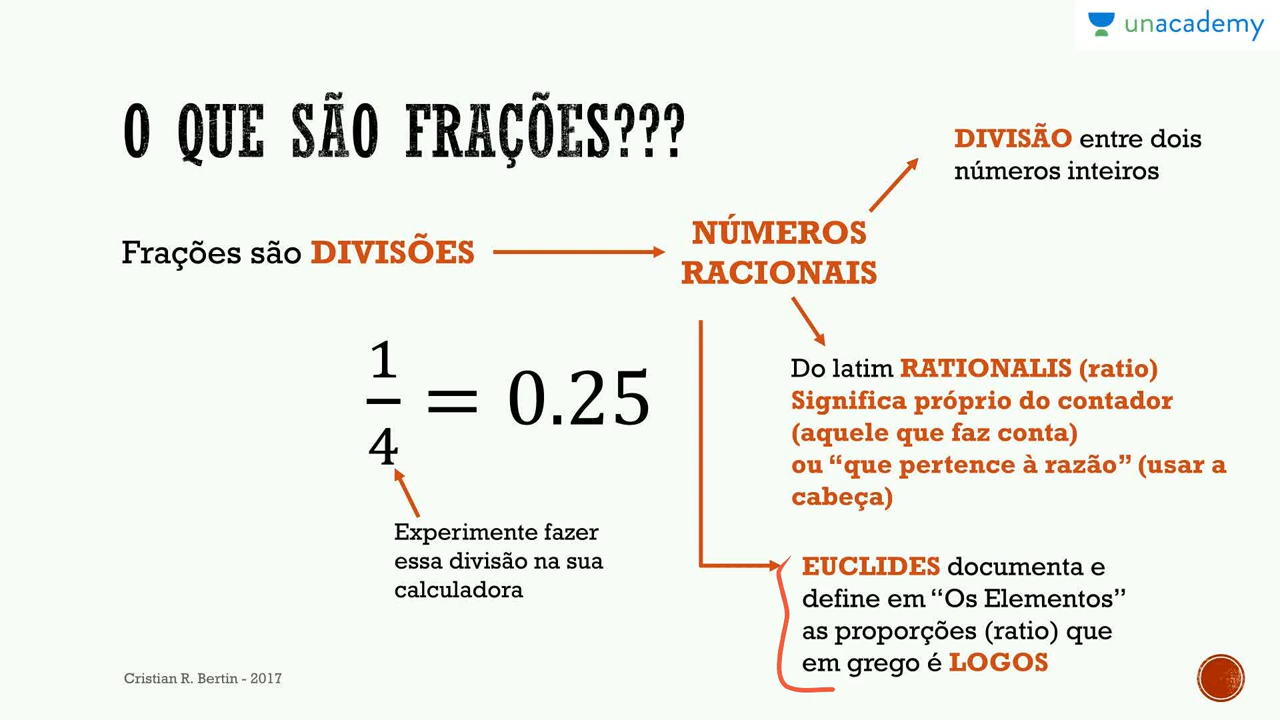 unacademy
O QUE SÃO FRAÇÕES???
DIVISÃO entre dois
números inteiros
Frações são DIVISÕES
NÚMEROS
RACIONAIS
1
4
= 0.25
Experimente fazer
essa divisão na sua
calculadora
Do latim RATIONALIS (ratio)
Significa próprio do contador
(aquele que faz conta)
ou “que pertence à razão” (usar a
cabeça)
EUCLIDES documenta e
define em “Os Elementos”
as proporções (ratio) que
em grego é LOGOS
Cristian R. Bertin - 2017